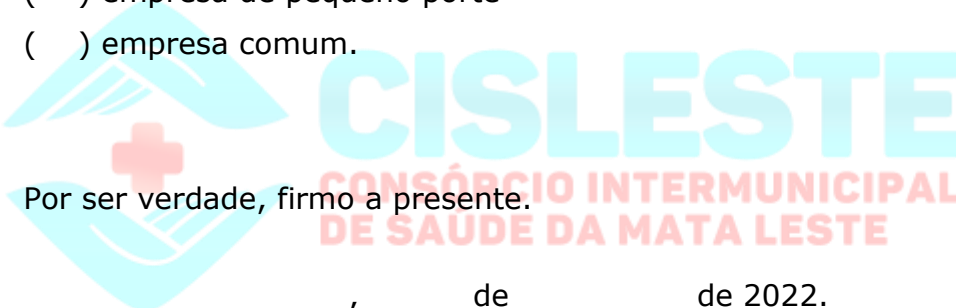 ( ) empresa de pequeno porte
( ) empresa comum.
CISLESTE
Por ser verdade, firmo a presente.
CONSÓRCIO INTERMUNICIPAL
DE SAÚDE DA MATA LESTE
, de de 2022.